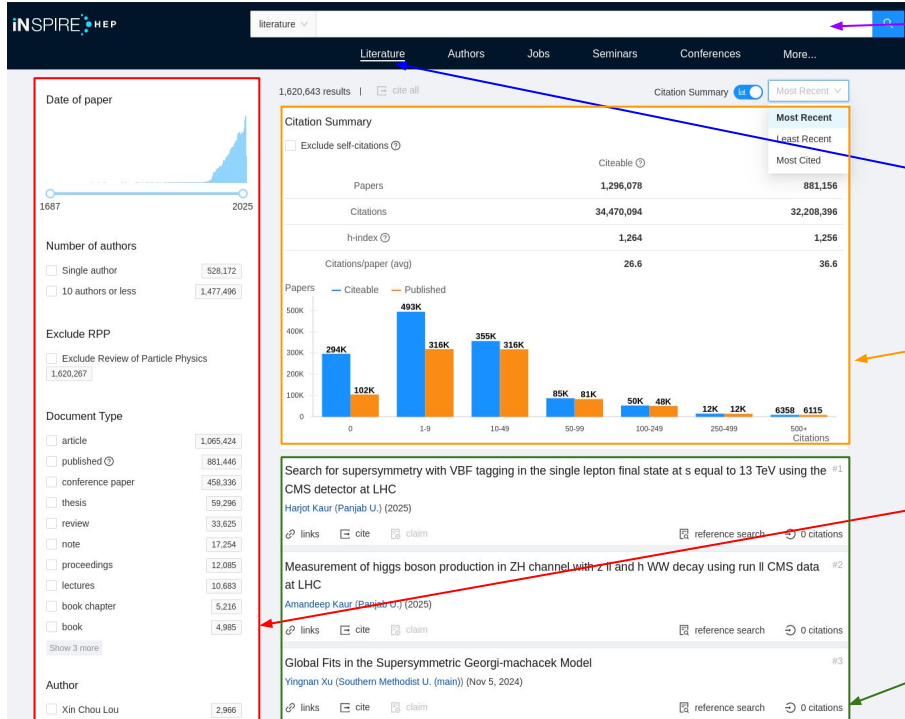 iNSPIRE HEP
literature
Literature Authors Jobs Seminars Conferences More...
Date of paper
1687 2025
Number of authors
Single author 528,172
10 authors or less 1,477,496
Exclude RPP
Exclude Review of Particle Physics
1,620,267
Document Type
article 1,065,424
published 881,446
conference paper 458,336
thesis 59,296
review 33,625
note 17,254
proceedings 12,085
lectures 10,683
book chapter 5,216
book 4,985
Show 3 more
Author
Xin Chou Lou 2,966
1,620,643 results | cite all
Citation Summary Most Recent
Most Recent
Least Recent
Most Cited
Citation Summary
Exclude self-citations
Citeable
Papers 1,296,078 881,156
Citations 34,470,094 32,208,396
h-index 1,264 1,256
Citations/paper (avg) 26.6 36.6
Papers Citeable Published
500K
400K
300K
200K
100K
0
294K 102K 493K 316K 355K 316K 85K 81K 50K 48K 12K 12K 6358 6115
0 1-9 10-49 50-99 100-249 250-499 500+
Citations
Search for supersymmetry with VBF tagging in the single lepton final state at s equal to 13 TeV using the #1
CMS detector at LHC
Harjot Kaur (Panjab U.) (2025)
links cite claim reference search 0 citations
Measurement of higgs boson production in ZH channel with z ll and h WW decay using run ll CMS data #2
at LHC
Amandeep Kaur (Panjab U.) (2025)
links cite claim reference search 0 citations
Global Fits in the Supersymmetric Georgi-machacek Model #3
Yingnan Xu (Southern Methodist U. (main)) (Nov 5, 2024)
links cite claim reference search 0 citations